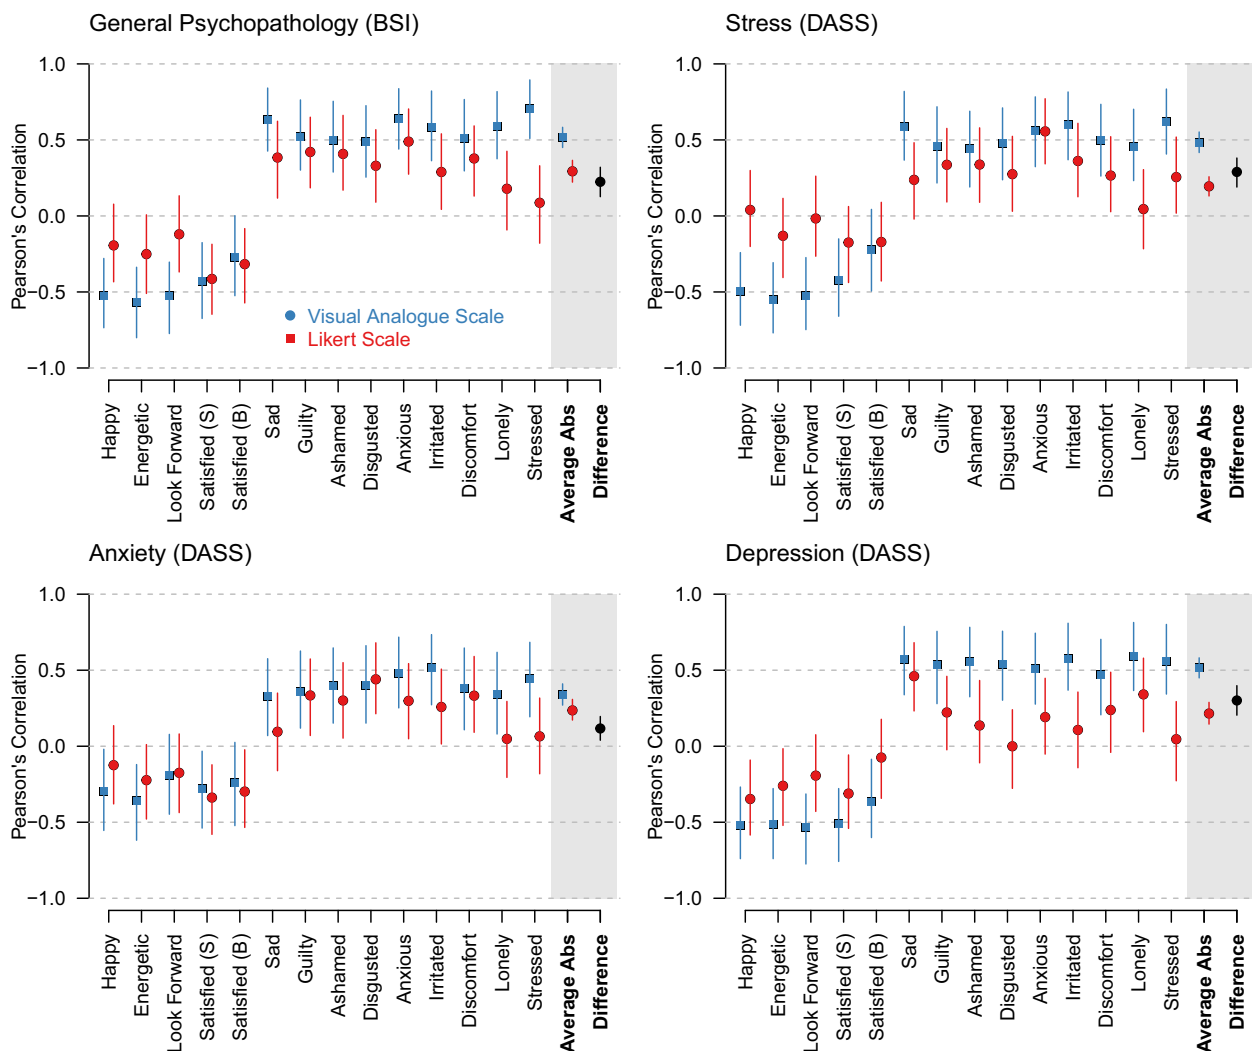 General Psychopathology (BSI)
Pearson's Correlation
1.0
0.5
0.0
−0.5
−1.0
Visual Analogue Scale
Likert Scale
Happy
Energetic
Look Forward
Satisfied (S)
Satisfied (B)
Sad
Guilty
Ashamed
Disgusted
Anxious
Irritated
Discomfort
Lonely
Stressed
Average Abs
Difference
Stress (DASS)
Pearson's Correlation
1.0
0.5
0.0
−0.5
−1.0
Happy
Energetic
Look Forward
Satisfied (S)
Satisfied (B)
Sad
Guilty
Ashamed
Disgusted
Anxious
Irritated
Discomfort
Lonely
Stressed
Average Abs
Difference
Anxiety (DASS)
Pearson's Correlation
1.0
0.5
0.0
−0.5
−1.0
Happy
Energetic
Look Forward
Satisfied (S)
Satisfied (B)
Sad
Guilty
Ashamed
Disgusted
Anxious
Irritated
Discomfort
Lonely
Stressed
Average Abs
Difference
Depression (DASS)
Pearson's Correlation
1.0
0.5
0.0
−0.5
−1.0
Happy
Energetic
Look Forward
Satisfied (S)
Satisfied (B)
Sad
Guilty
Ashamed
Disgusted
Anxious
Irritated
Discomfort
Lonely
Stressed
Average Abs
Difference